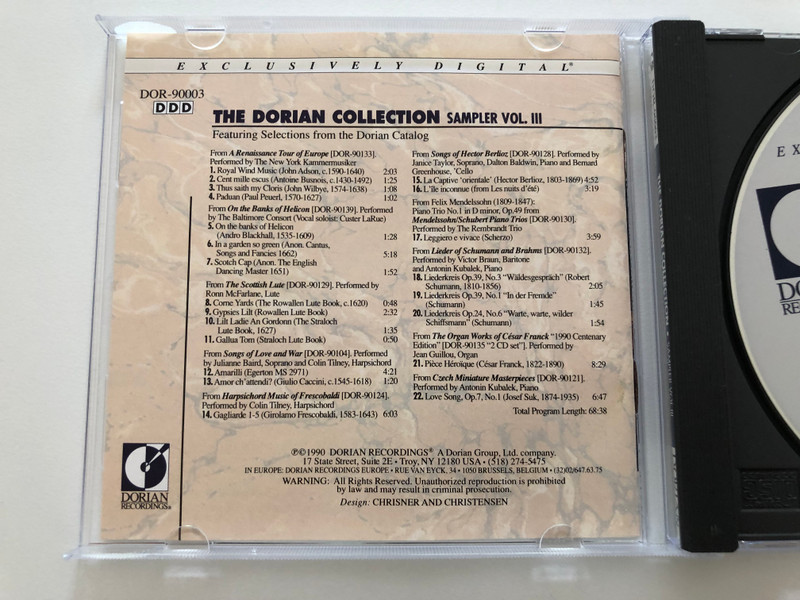 EXCLUSIVELY DIGITAL®
DOR-90003
DDD
THE DORIAN COLLECTION SAMPLER VOL. III
Featuring Selections from the Dorian Catalog
From A Renaissance Tour of Europe [DOR-90133].
Performed by The New York Kammermusiker
1. Royal Wind Music (John Adson, c.1590-1640) 2:03
2. Cent mille escus (Antoine Busnois, c.1430-1492) 1:25
3. Thus saith my Cloris (John Wilbye, 1574-1638) 1:08
4. Paduan (Paul Peuerl, 1570-1627) 1:02
From On the Banks of Helicon [DOR-90139]. Performed
by The Baltimore Consort (Vocal soloist: Custer LaRue)
5. On the banks of Helicon
(Andro Blackhall, 1535-1609) 1:28
6. In a garden so green (Anon. Cantus,
Songs and Fancies 1662) 5:18
7. Scotch Cap (Anon. The English
Dancing Master 1651) 1:52
From The Scottish Lute [DOR-90129]. Performed by
Ronn McFarlane, Lute
8. Corne Yards (The Rowallen Lute Book, c.1620) 0:48
9. Gypsies Lilt (Rowallen Lute Book) 2:32
10. Lilt Ladie An Gordonn (The Straloch
Lute Book, 1627) 1:35
11. Gallua Tom (Straloch Lute Book) 0:50
From Songs of Love and War [DOR-90104]. Performed
by Julianne Baird, Soprano and Colin Tilney, Harpsichord
12. Amarilli (Egerton MS 2971) 4:21
13. Amor ch'attendi? (Giulio Caccini, c.1545-1618) 1:20
From Harpsichord Music of Frescobaldi [DOR-90124].
Performed by Colin Tilney, Harpsichord
14. Gagliarde 1-5 (Girolamo Frescobaldi, 1583-1643) 6:03
From Songs of Hector Berlioz [DOR-90128]. Performed by
Janice Taylor, Soprano, Dalton Baldwin, Piano and Bernard
Greenhouse, 'Cello
15. La Captive 'orientale' (Hector Berlioz, 1803-1869) 4:52
16. L'île inconnue (from Les nuits d'été) 3:19
From Felix Mendelssohn (1809-1847):
Piano Trio No.1 in D minor, Op.49 from
Mendelssohn/Schubert Piano Trios [DOR-90130].
Performed by The Rembrandt Trio
17. Leggiero e vivace (Scherzo) 3:59
From Lieder of Schumann and Brahms [DOR-90132].
Performed by Victor Braun, Baritone
and Antonin Kubalek, Piano
18. Liederkreis Op.39, No.3 "Wäldesgespräch" (Robert
Schumann, 1810-1856) 2:05
19. Liederkreis Op.39, No.1 "In der Fremde"
(Schumann) 1:45
20. Liederkreis Op.24, No.6 "Warte, warte, wilder
Schiffsmann" (Schumann) 1:54
From The Organ Works of César Franck "1990 Centenary
Edition" [DOR-90135 "2 CD set"]. Performed by
Jean Guillou, Organ
21. Pièce Héroïque (César Franck, 1822-1890) 8:29
From Czech Miniature Masterpieces [DOR-90121].
Performed by Antonin Kubalek, Piano
22. Love Song, Op.7, No.1 (Josef Suk, 1874-1935) 6:47
Total Program Length: 68:38
℗©1990 DORIAN RECORDINGS® A Dorian Group, Ltd. company.
17 State Street, Suite 2E • Troy, NY 12180 USA • (518) 274-5475
IN EUROPE: DORIAN RECORDINGS EUROPE • RUE VAN EYCK, 34 • 1050 BRUSSELS, BELGIUM • (32)02/647.63.75
WARNING: All Rights Reserved. Unauthorized reproduction is prohibited
by law and may result in criminal prosecution.
Design: CHRISNER AND CHRISTENSEN
DORIAN
RECORDINGS®
EX
DO
REC